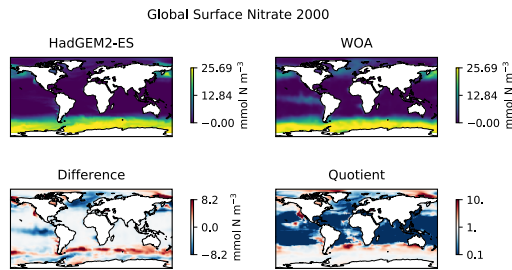 Global Surface Nitrate 2000
HadGEM2-ES
25.69
12.84
−0.00
mmol N m⁻³
WOA
25.69
12.84
−0.00
mmol N m⁻³
Difference
8.2
0.0
−8.2
mmol N m⁻³
Quotient
10.
1.
0.1